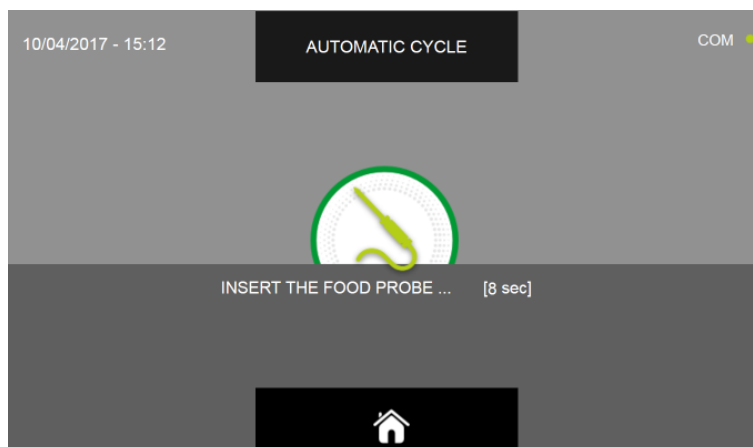 10/04/2017 - 15:12
AUTOMATIC CYCLE
COM
INSERT THE FOOD PROBE ... [8 sec]